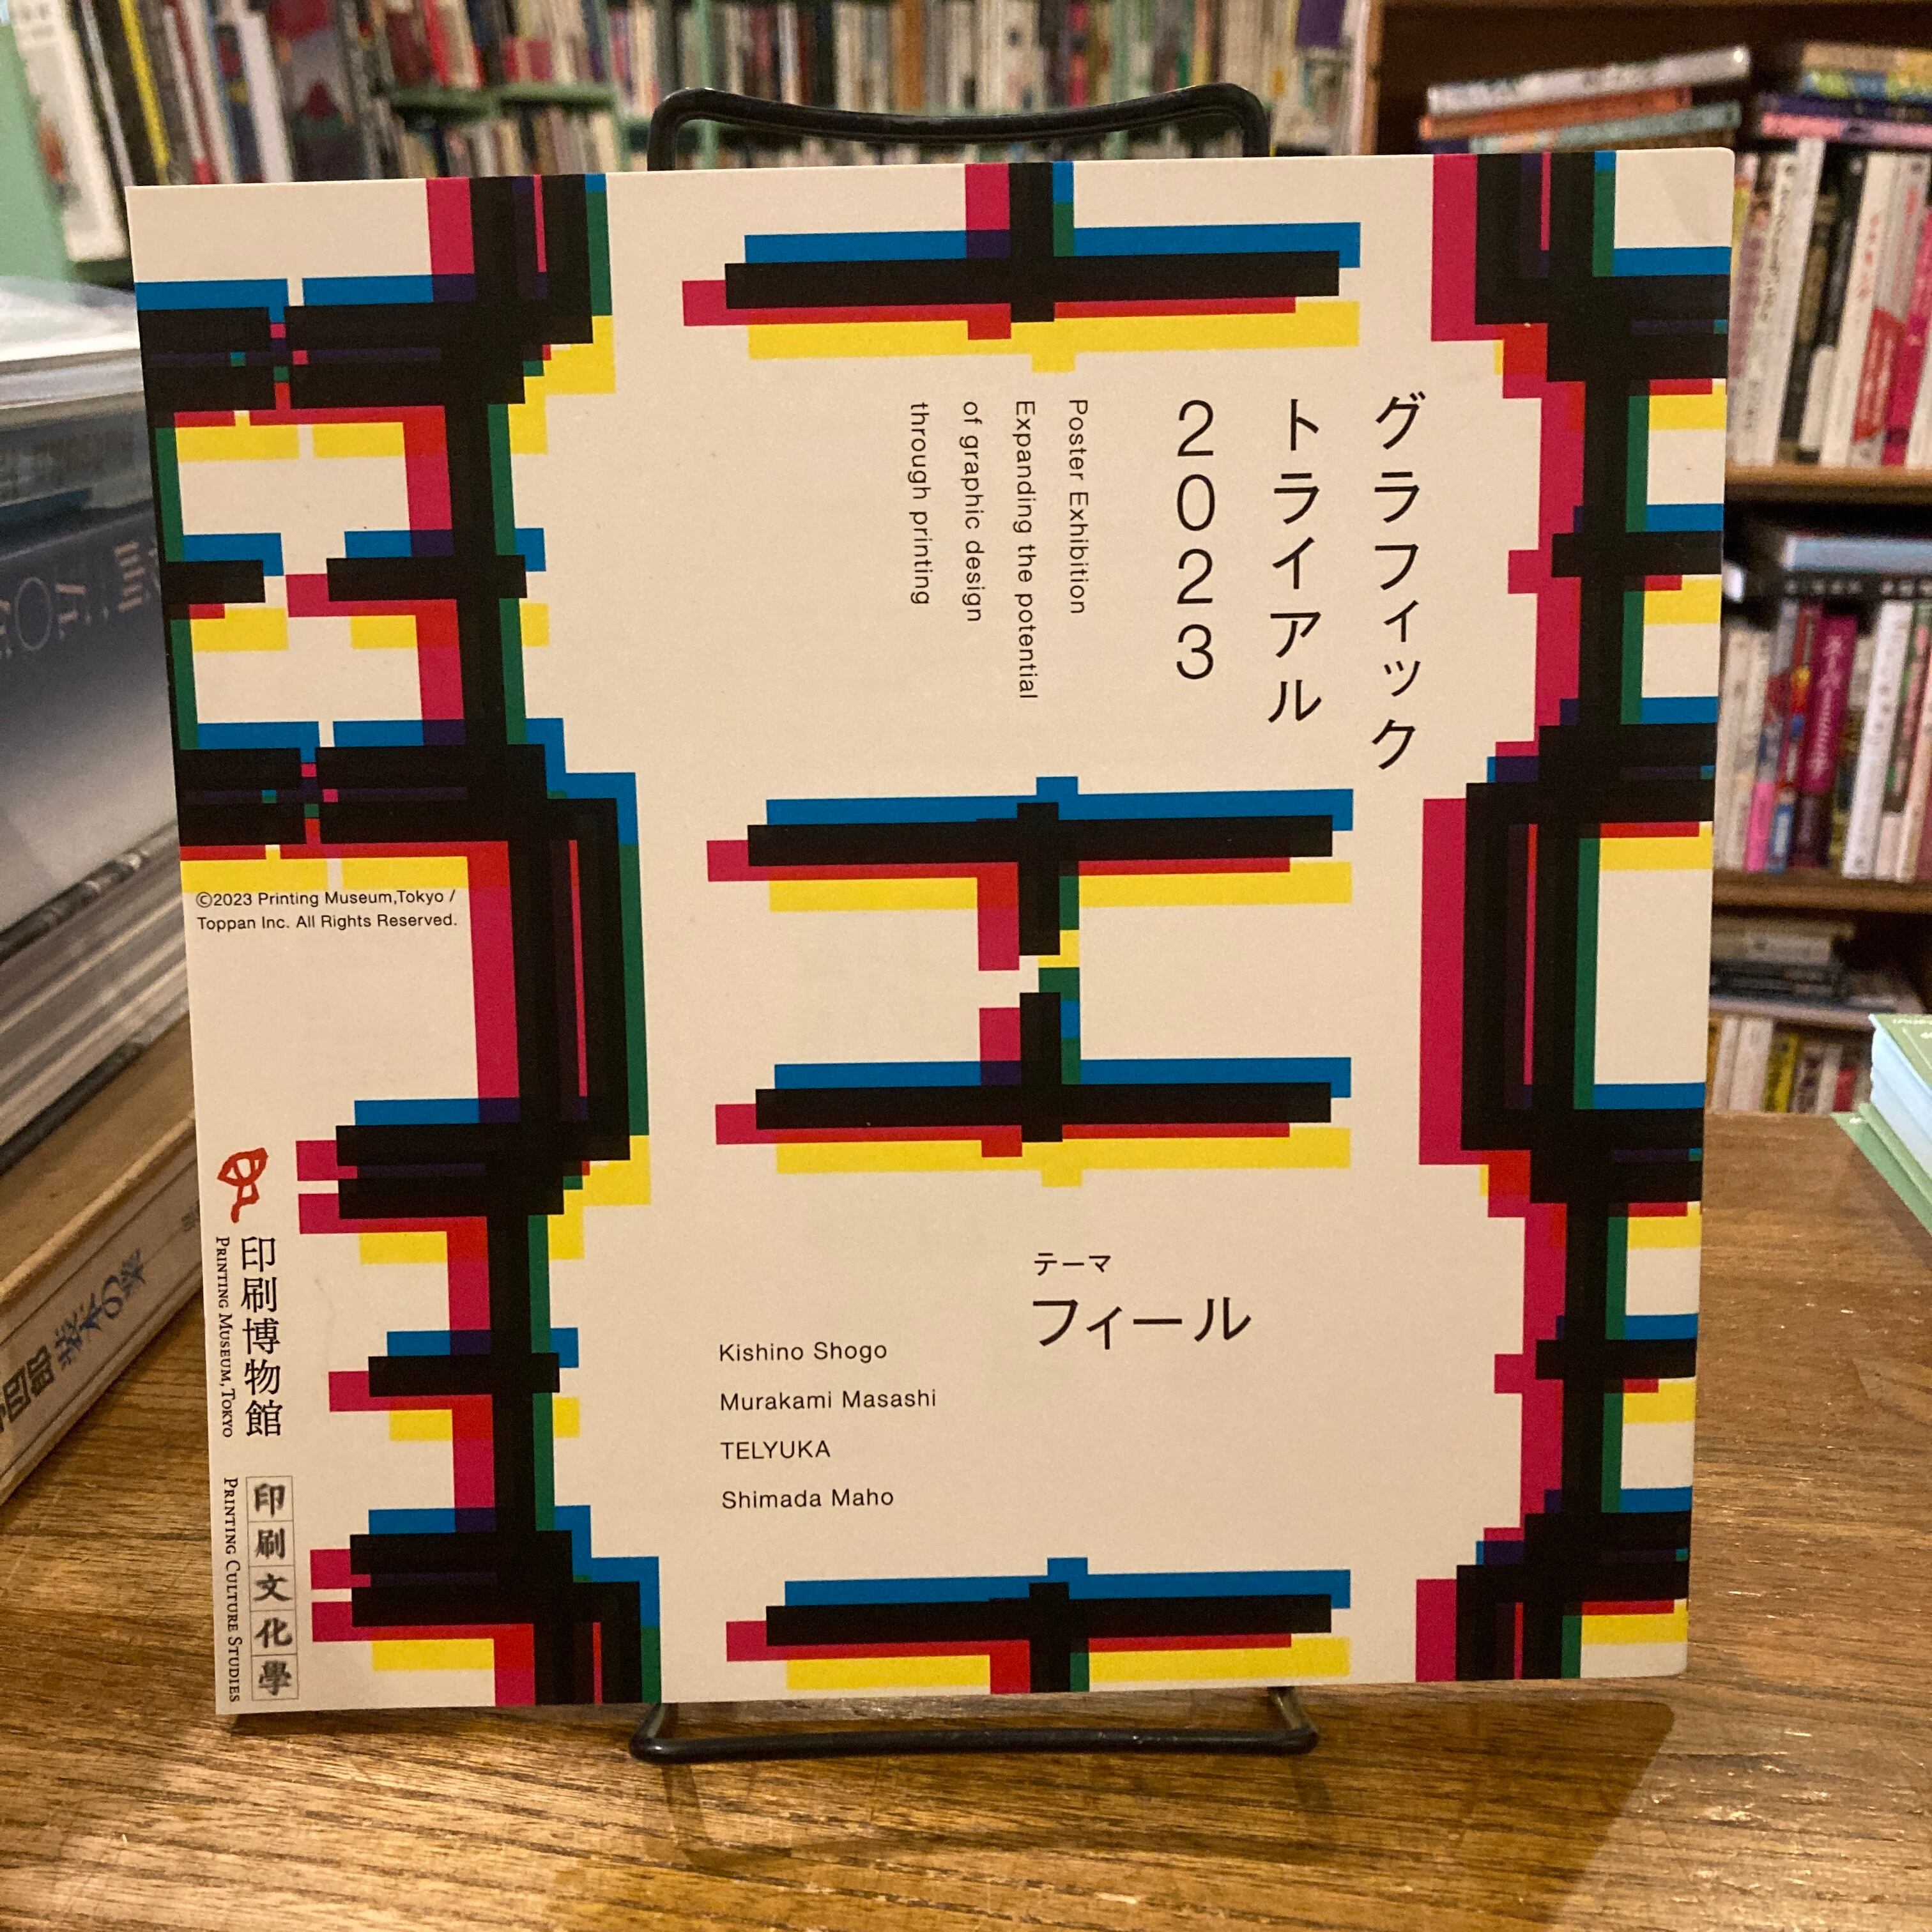 グラフィック
トライアル
2023
Poster Exhibition
Expanding the potential
of graphic design
through printing
テーマ
フィール
Kishino Shogo
Murakami Masashi
TELYUKA
Shimada Maho
©2023 Printing Museum,Tokyo /
Toppan Inc. All Rights Reserved.
印刷博物館
PRINTING MUSEUM, TOKYO
印刷文化學
PRINTING CULTURE STUDIES